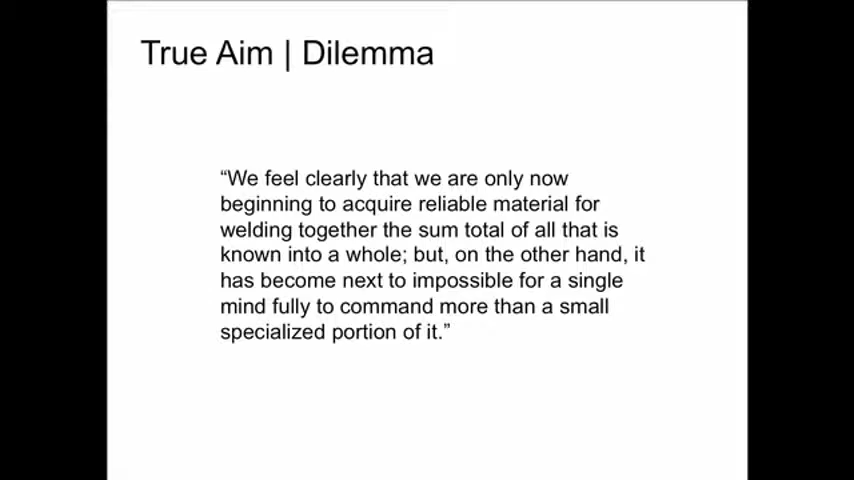 True Aim | Dilemma
“We feel clearly that we are only now
beginning to acquire reliable material for
welding together the sum total of all that is
known into a whole; but, on the other hand, it
has become next to impossible for a single
mind fully to command more than a small
specialized portion of it.”